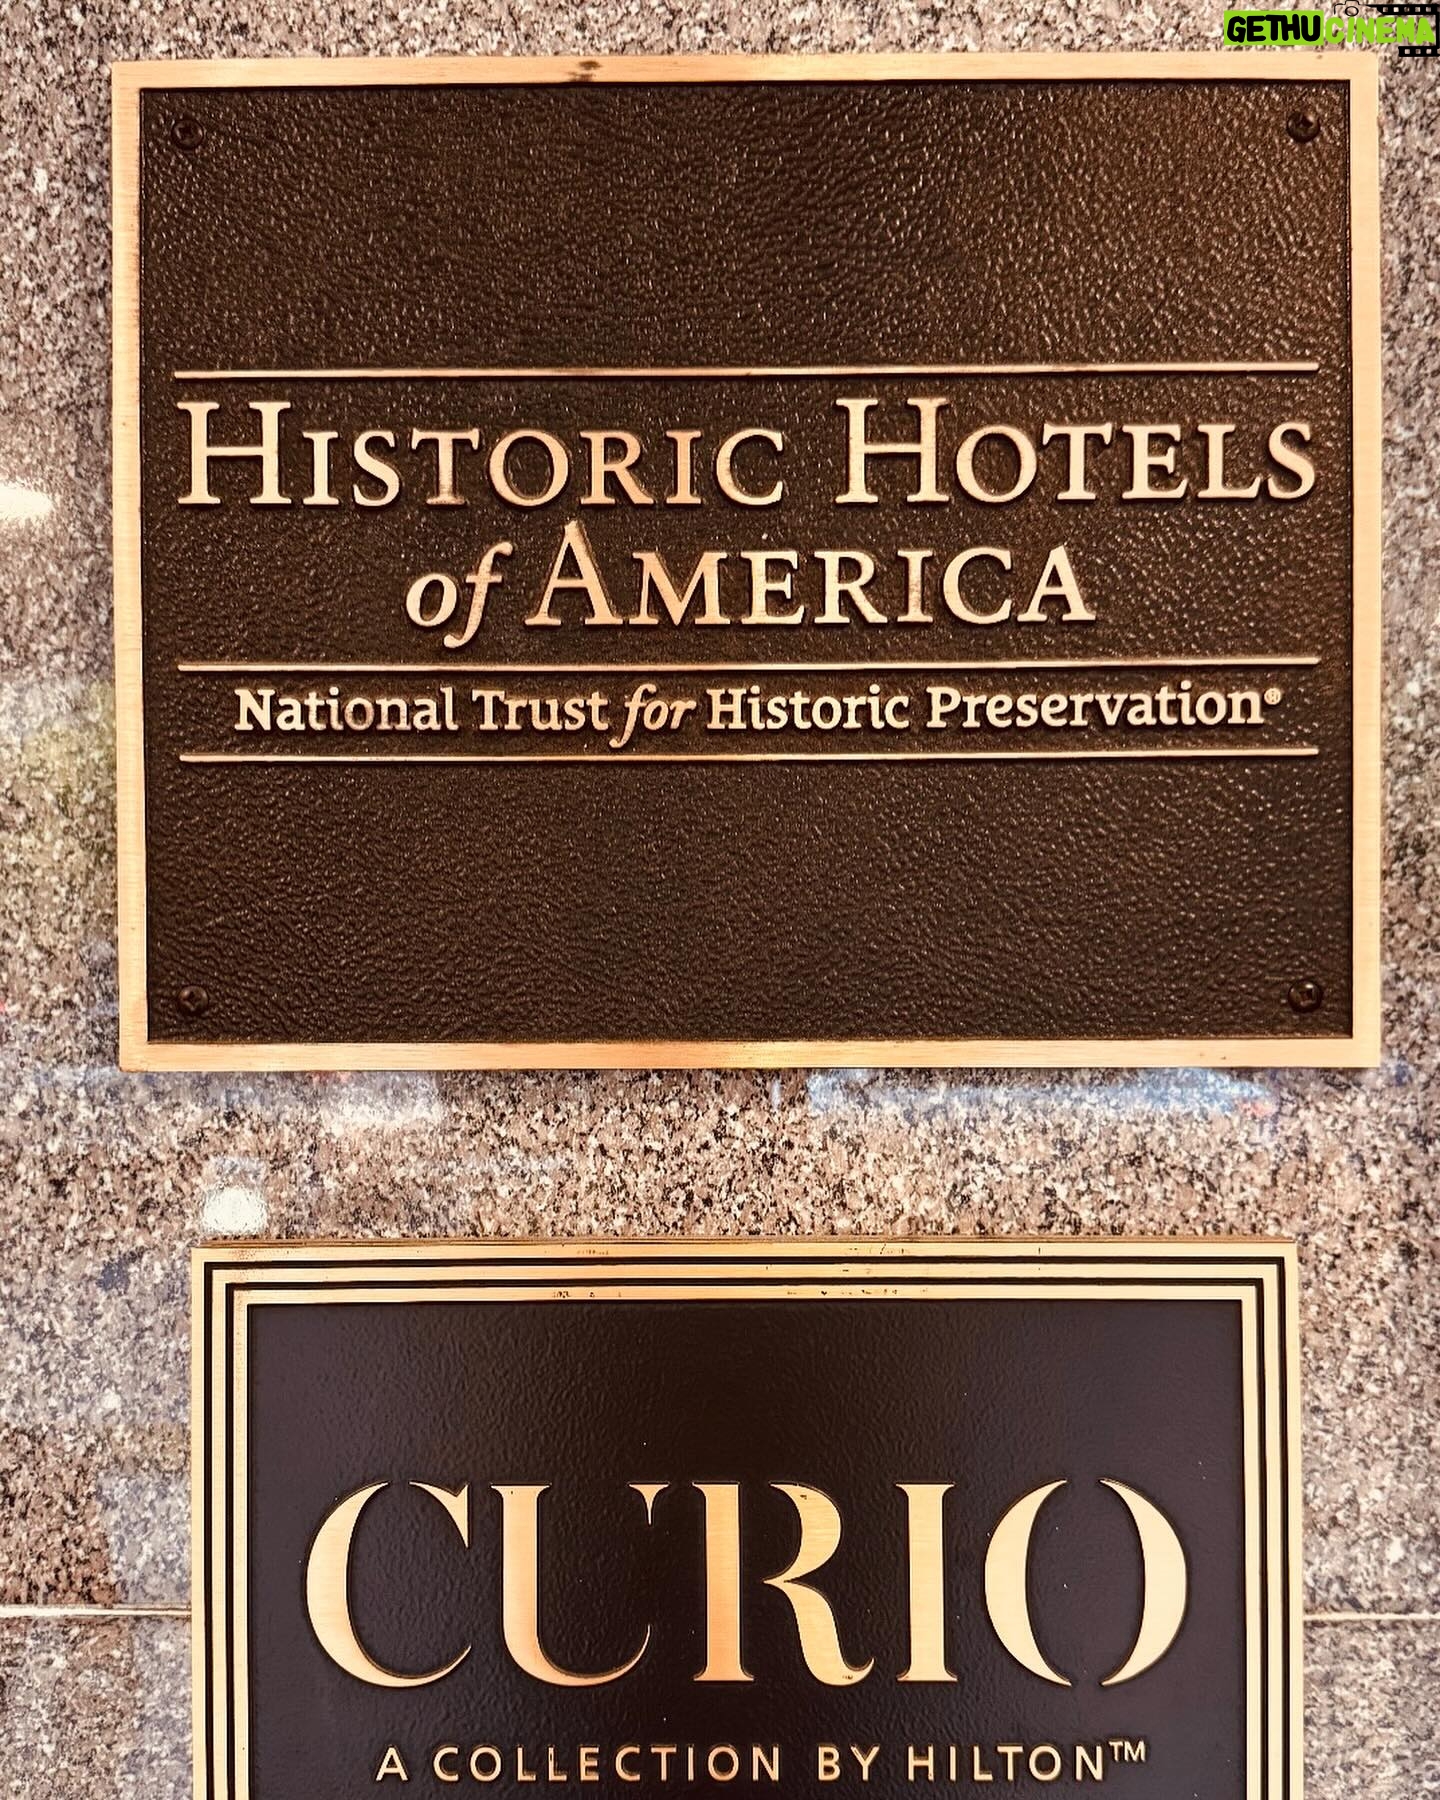 GETHU CINEMA
HISTORIC HOTELS
of AMERICA
National Trust for Historic Preservation®
CURIO
A COLLECTION BY HILTON™